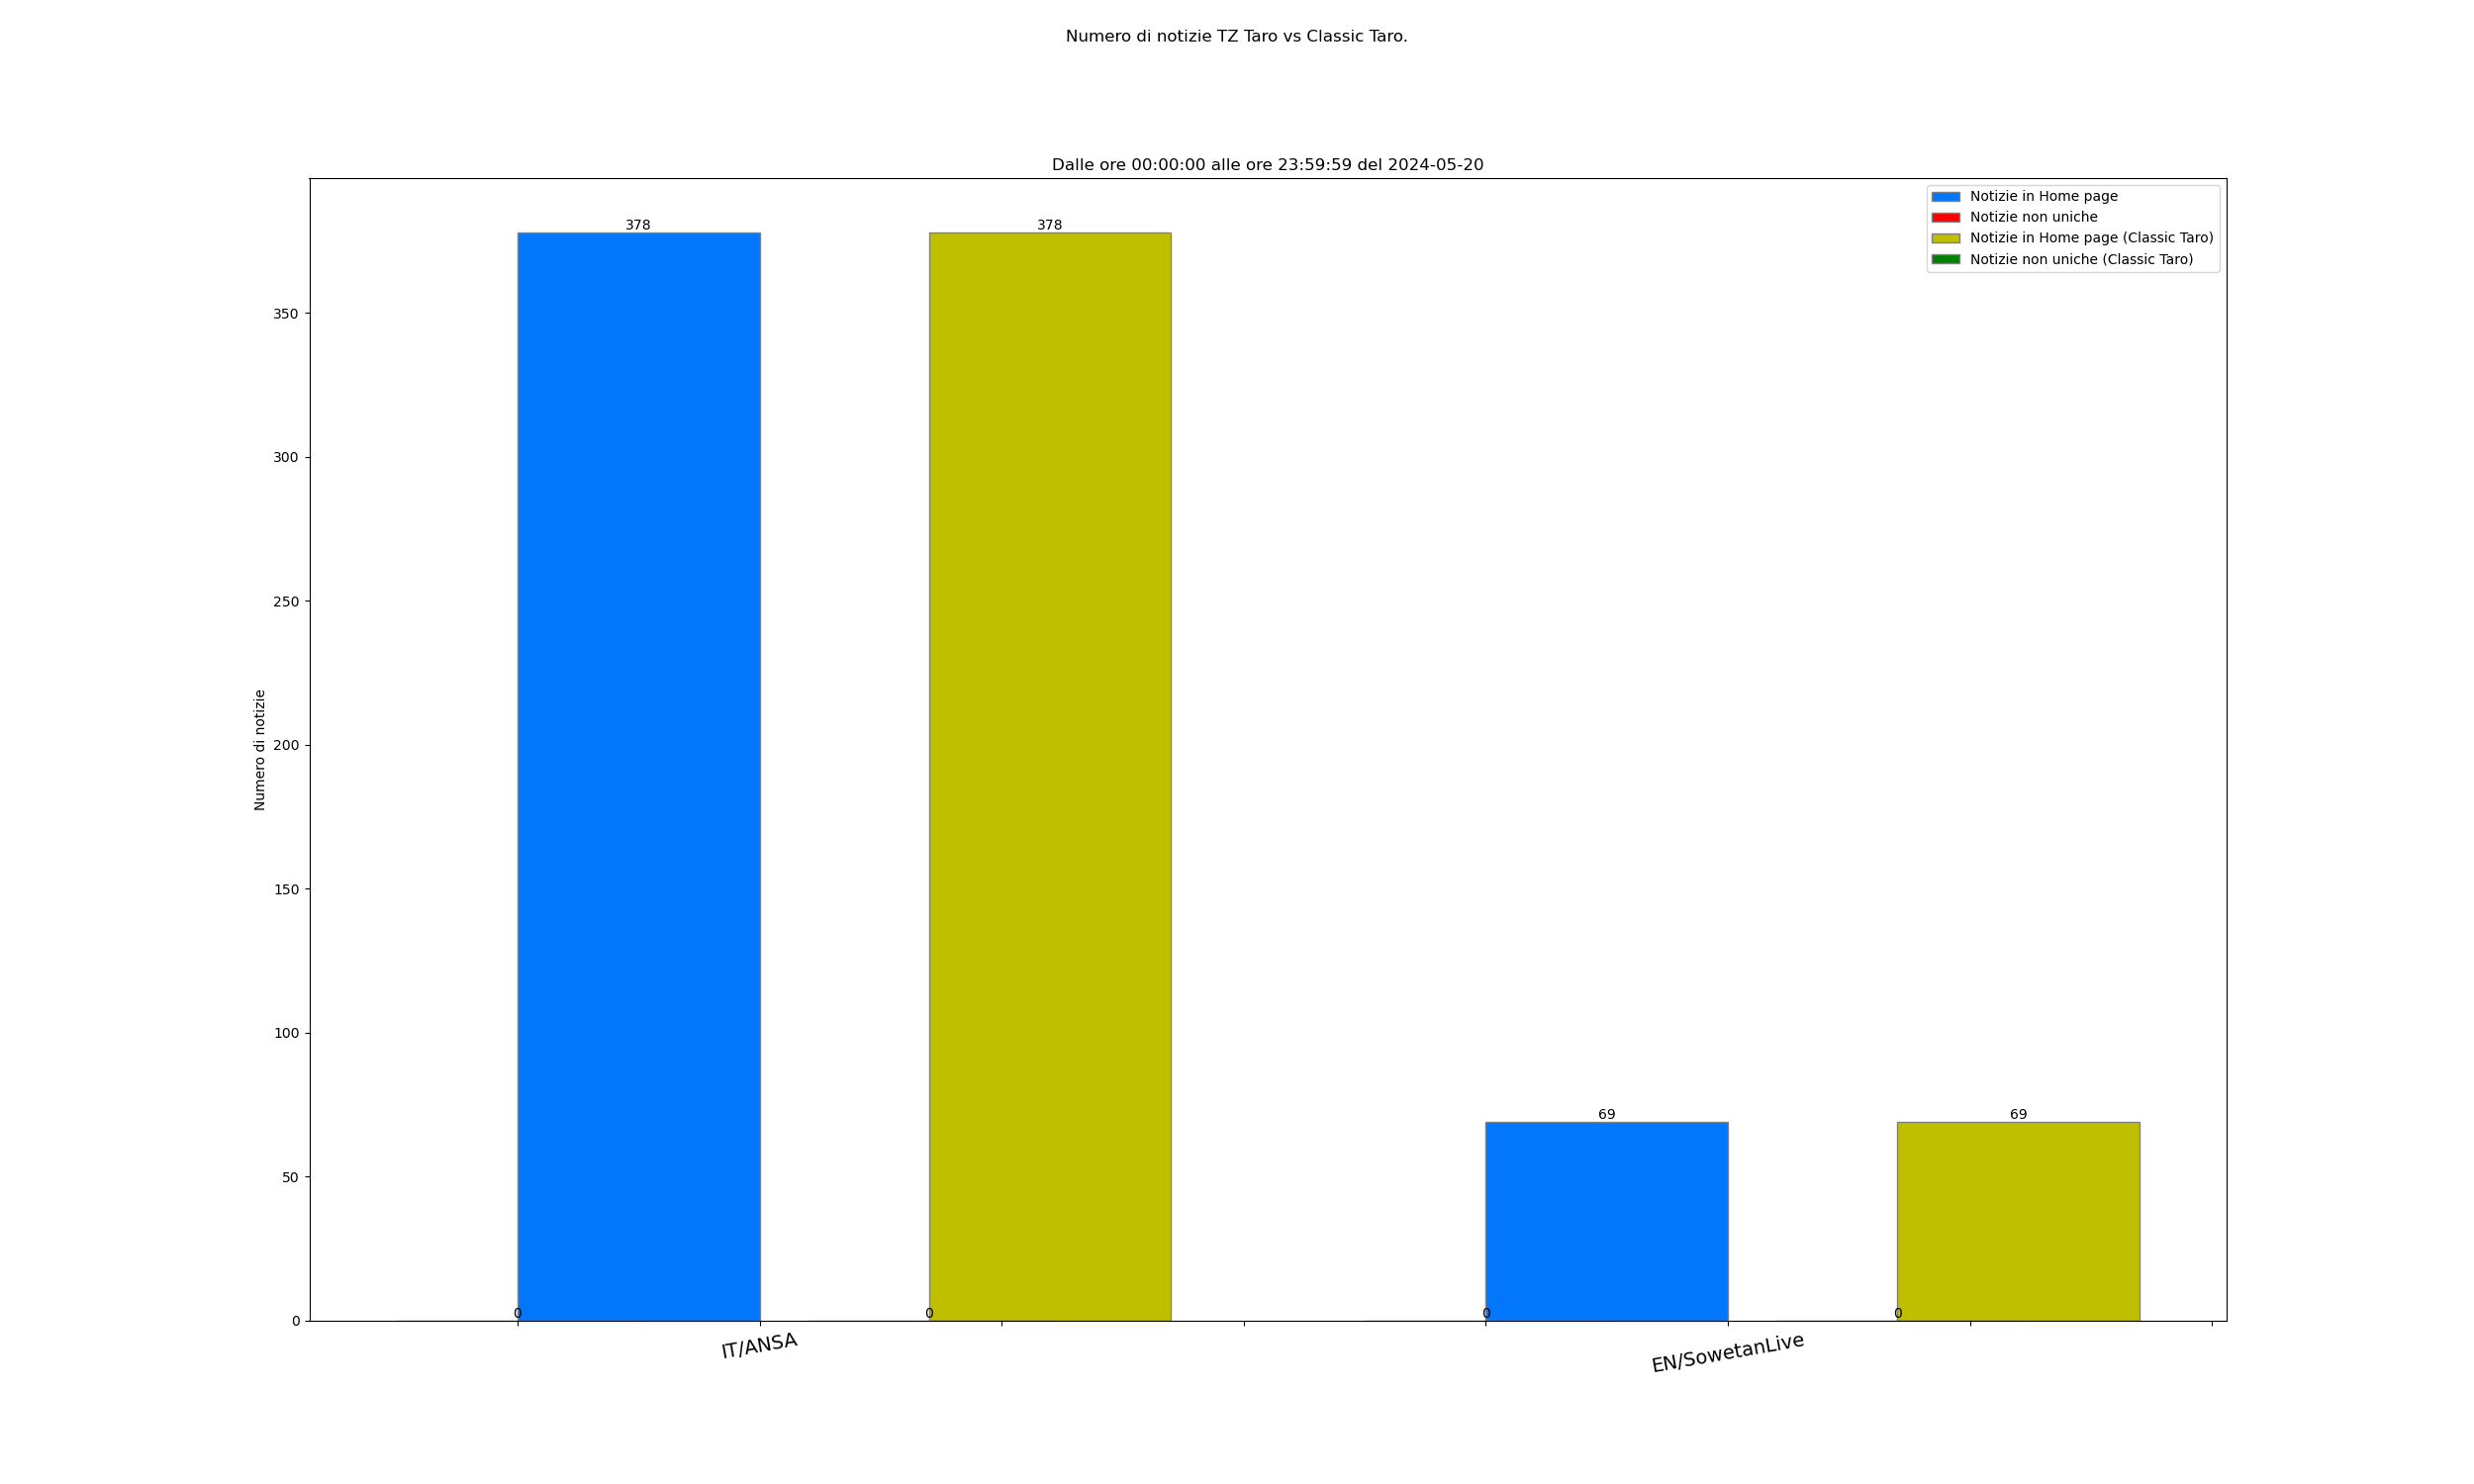 Numero di notizie TZ Taro vs Classic Taro.
Dalle ore 00:00:00 alle ore 23:59:59 del 2024-05-20
Notizie in Home page
Notizie non uniche
Notizie in Home page (Classic Taro)
Notizie non uniche (Classic Taro)
378
378
350
300
250
200
150
100
50
0
Numero di notizie
69
69
0
0
0
0
IT/ANSA
EN/SowetanLive